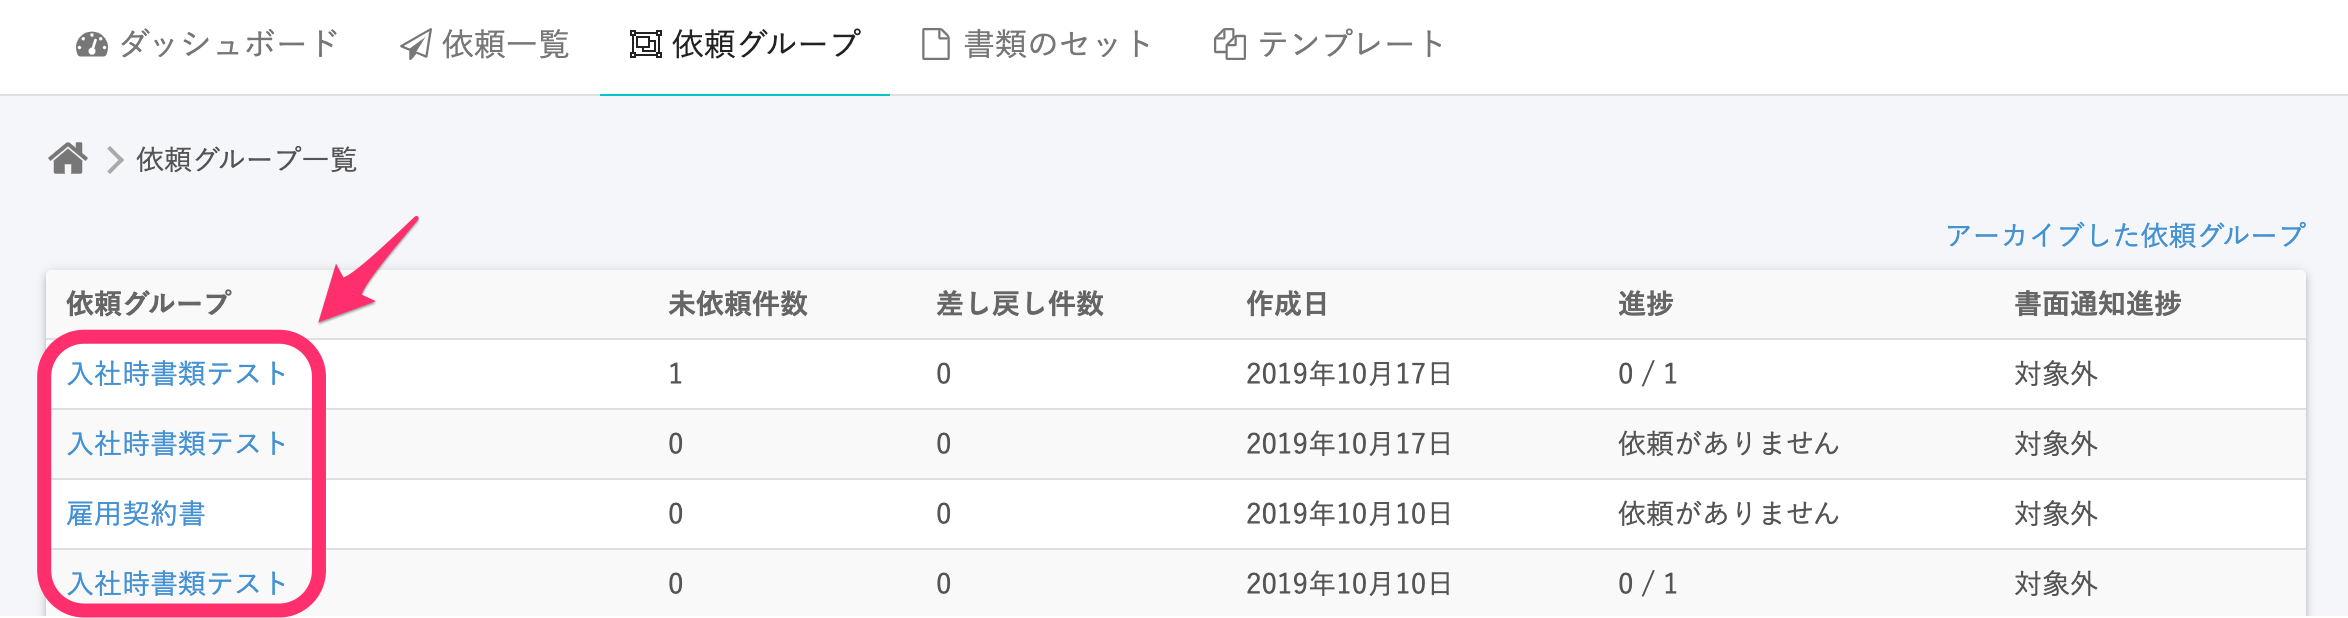 ダッシュボード 依頼一覧 依頼グループ 書類のセット テンプレート
依頼グループ一覧
アーカイブした依頼グループ
依頼グループ 未依頼件数 差し戻し件数 作成日 進捗 書面通知進捗
入社時書類テスト 1 0 2019年10月17日 0 / 1 対象外
入社時書類テスト 0 0 2019年10月17日 依頼がありません 対象外
雇用契約書 0 0 2019年10月10日 依頼がありません 対象外
入社時書類テスト 0 0 2019年10月10日 0 / 1 対象外